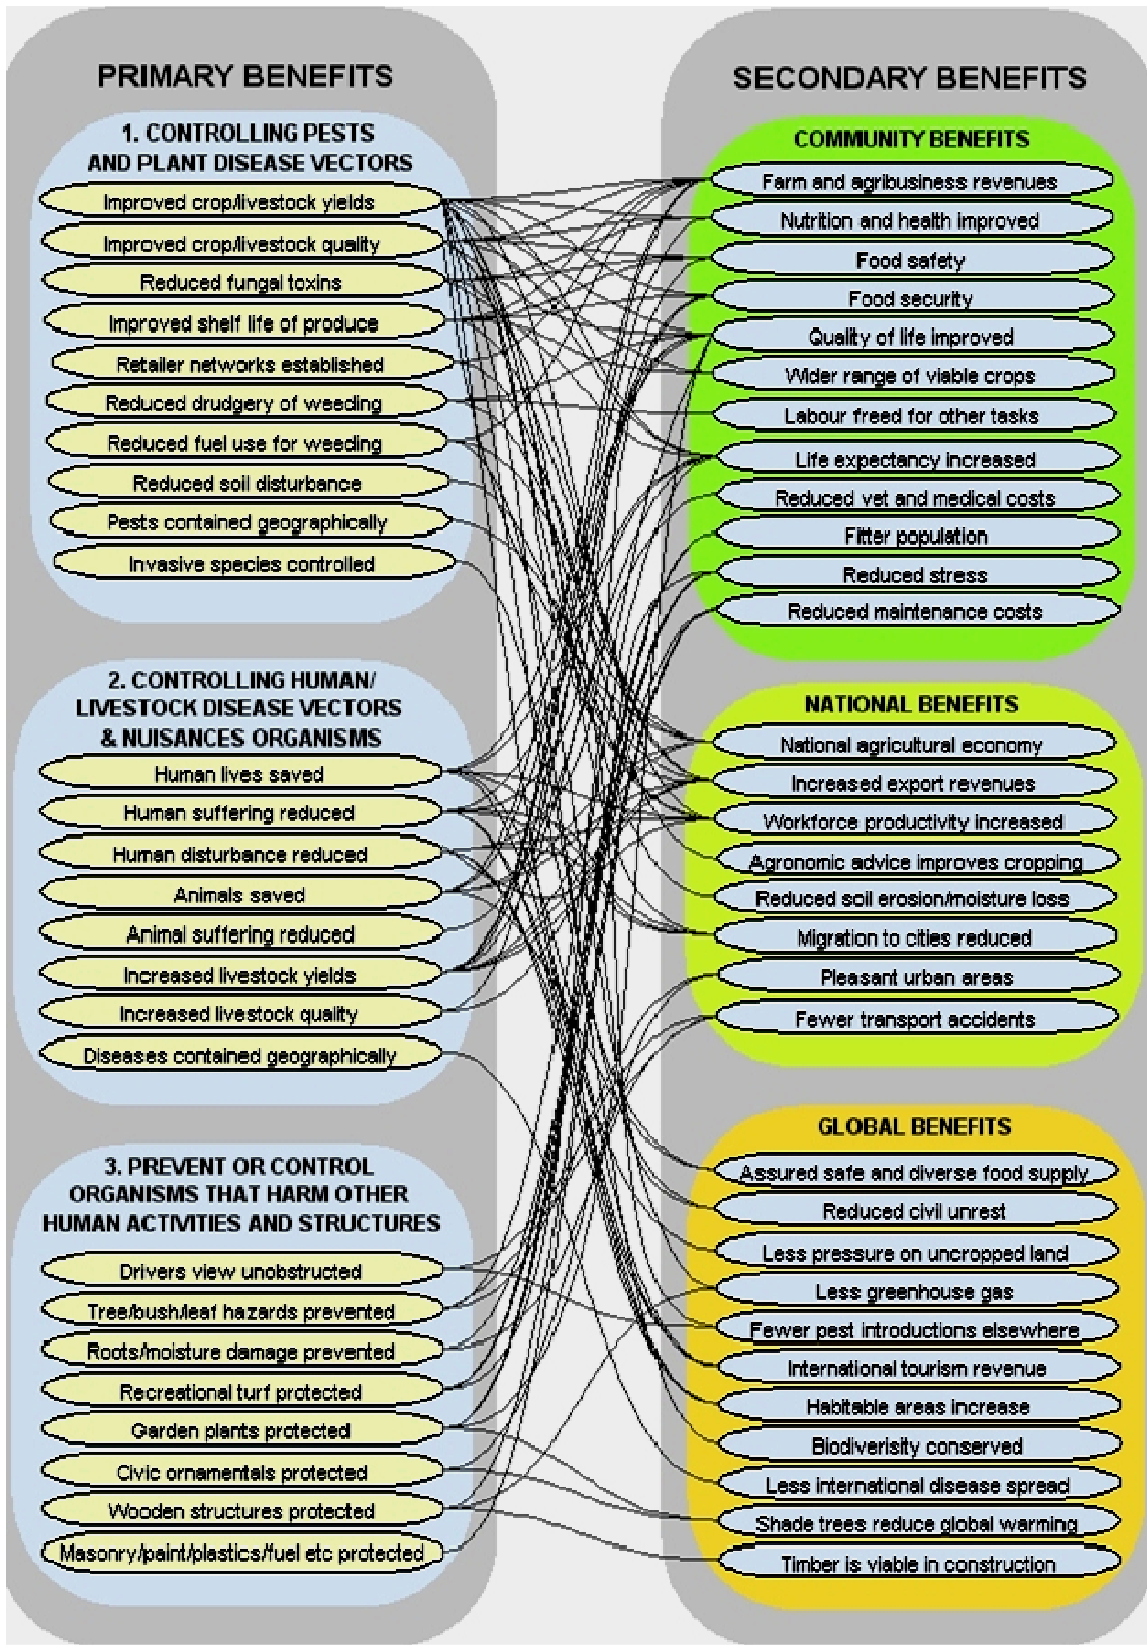 PRIMARY BENEFITS
1. CONTROLLING PESTS
AND PLANT DISEASE VECTORS
Improved crop/livestock yields
Improved crop/livestock quality
Reduced fungal toxins
Improved shelf life of produce
Retailer networks established
Reduced drudgery of weeding
Reduced fuel use for weeding
Reduced soil disturbance
Pests contained geographically
Invasive species controlled
2. CONTROLLING HUMAN/
LIVESTOCK DISEASE VECTORS
& NUISANCES ORGANISMS
Human lives saved
Human suffering reduced
Human disturbance reduced
Animals saved
Animal suffering reduced
Increased livestock yields
Increased livestock quality
Diseases contained geographically
3. PREVENT OR CONTROL
ORGANISMS THAT HARM OTHER
HUMAN ACTIVITIES AND STRUCTURES
Drivers view unobstructed
Tree/bush/leaf hazards prevented
Roots/moisture damage prevented
Recreational turf protected
Garden plants protected
Civic ornamentals protected
Wooden structures protected
Masonry/paint/plastics/fuel etc protected
SECONDARY BENEFITS
COMMUNITY BENEFITS
Farm and agribusiness revenues
Nutrition and health improved
Food safety
Food security
Quality of life improved
Wider range of viable crops
Labour freed for other tasks
Life expectancy increased
Reduced vet and medical costs
Fitter population
Reduced stress
Reduced maintenance costs
NATIONAL BENEFITS
National agricultural economy
Increased export revenues
Workforce productivity increased
Agronomic advice improves cropping
Reduced soil erosion/moisture loss
Migration to cities reduced
Pleasant urban areas
Fewer transport accidents
GLOBAL BENEFITS
Assured safe and diverse food supply
Reduced civil unrest
Less pressure on uncropped land
Less greenhouse gas
Fewer pest introductions elsewhere
International tourism revenue
Habitable areas increase
Biodiverisity conserved
Less international disease spread
Shade trees reduce global warming
Timber is viable in construction